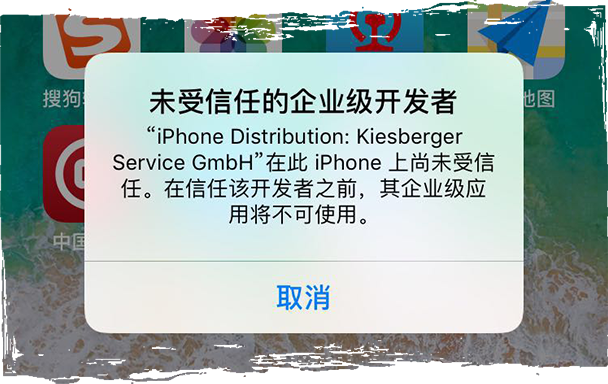 搜狗
地图
中国
未受信任的企业级开发者
“iPhone Distribution: Kiesberger
Service GmbH”在此 iPhone 上尚未受信
任。在信任该开发者之前，其企业级应
用将不可使用。
取消